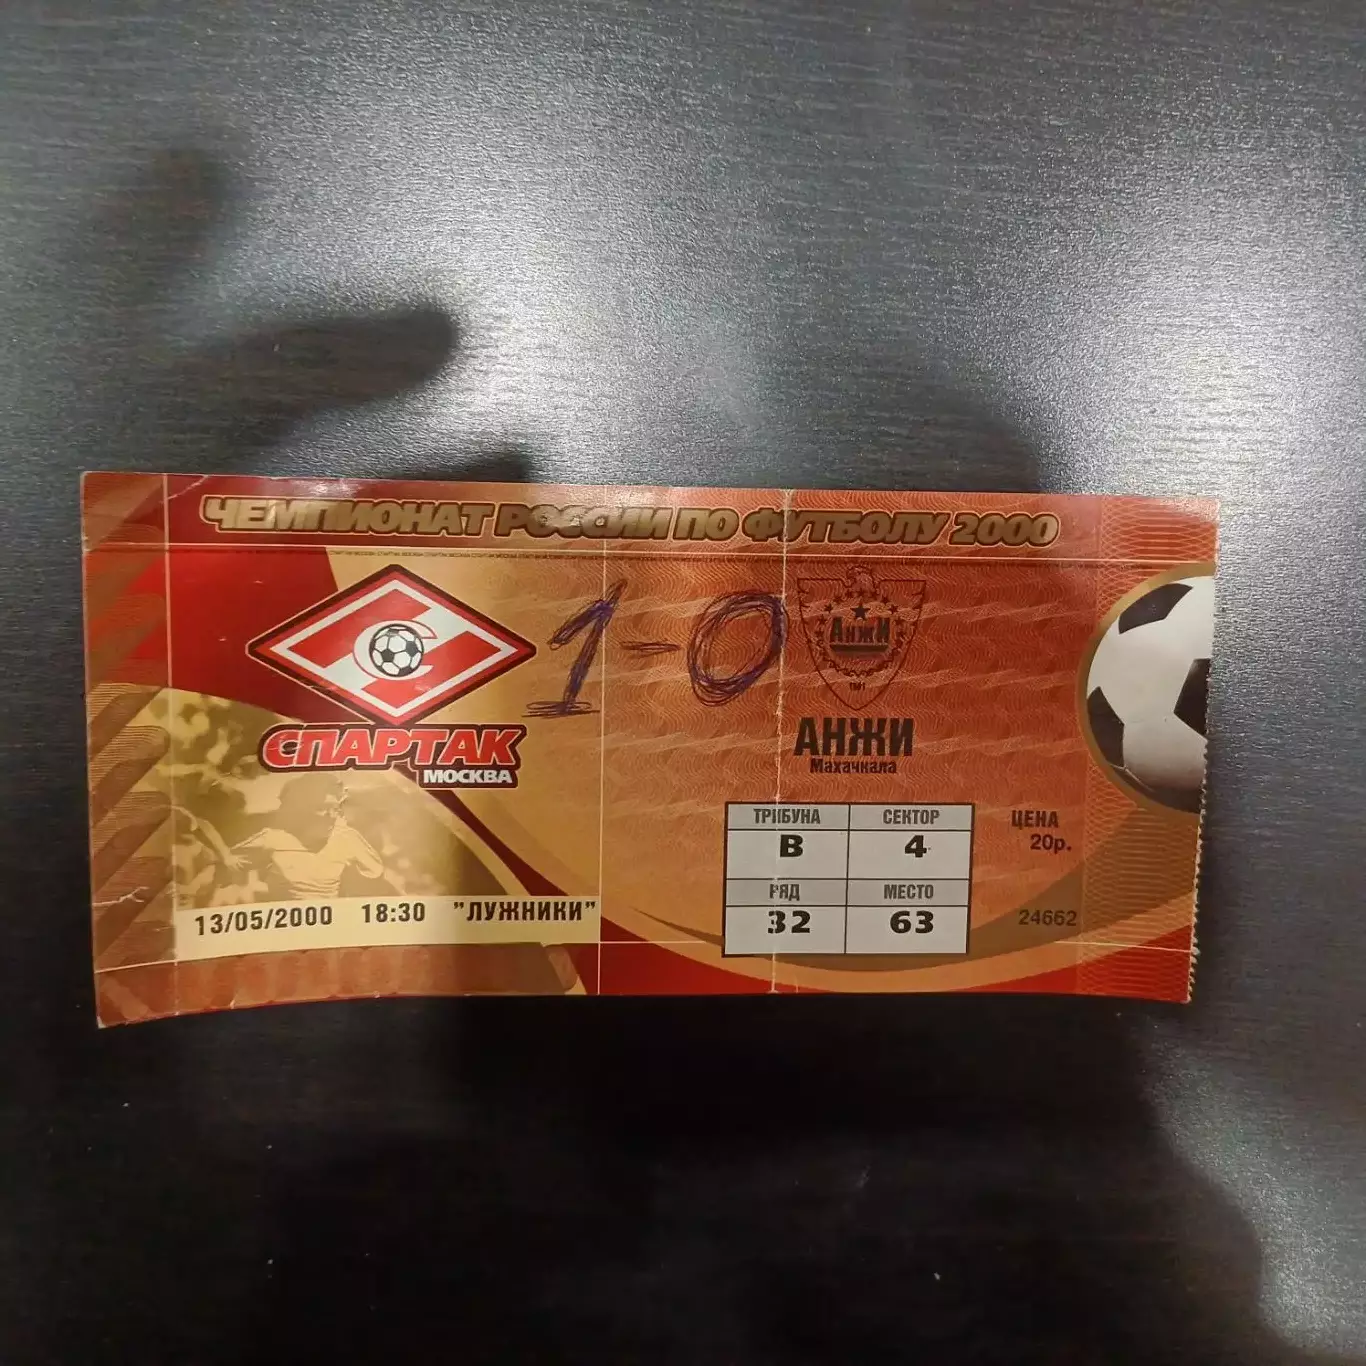 ЧЕМПИОНАТ РОССИИ ПО ФУТБОЛУ 2000
С
СПАРТАК
МОСКВА
1-0
АНЖИ
1991
АНЖИ
Махачкала
ТРИБУНА СЕКТОР
В 4
РЯД МЕСТО
32 63
ЦЕНА
20р.
24662
13/05/2000 18:30 "ЛУЖНИКИ"